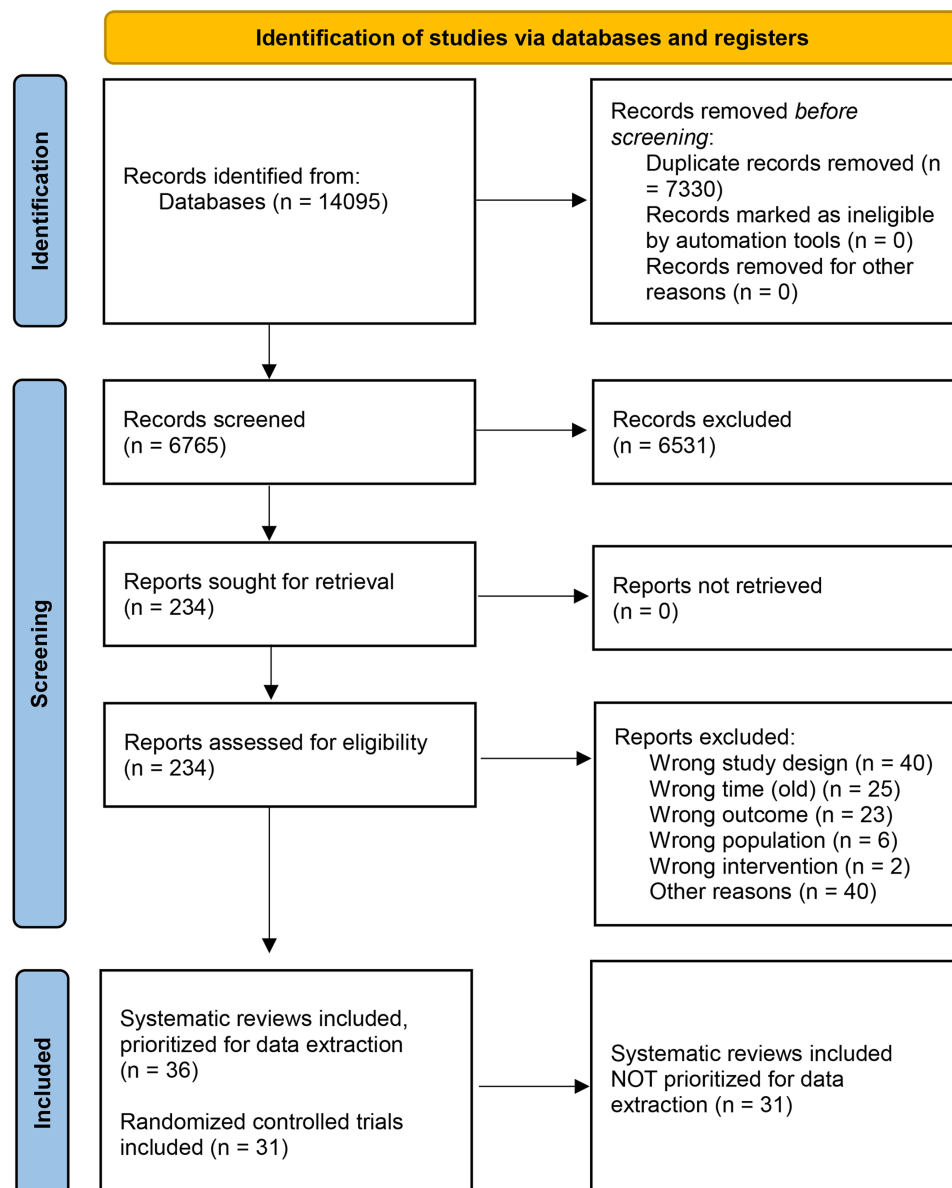 Identification of studies via databases and registers
Identification
Records identified from:
Databases (n = 14095)
Records removed before
screening:
Duplicate records removed (n
= 7330)
Records marked as ineligible
by automation tools (n = 0)
Records removed for other
reasons (n = 0)
Screening
Records screened
(n = 6765)
Records excluded
(n = 6531)
Reports sought for retrieval
(n = 234)
Reports not retrieved
(n = 0)
Reports assessed for eligibility
(n = 234)
Reports excluded:
Wrong study design (n = 40)
Wrong time (old) (n = 25)
Wrong outcome (n = 23)
Wrong population (n = 6)
Wrong intervention (n = 2)
Other reasons (n = 40)
Included
Systematic reviews included,
prioritized for data extraction
(n = 36)
Randomized controlled trials
included (n = 31)
Systematic reviews included
NOT prioritized for data
extraction (n = 31)